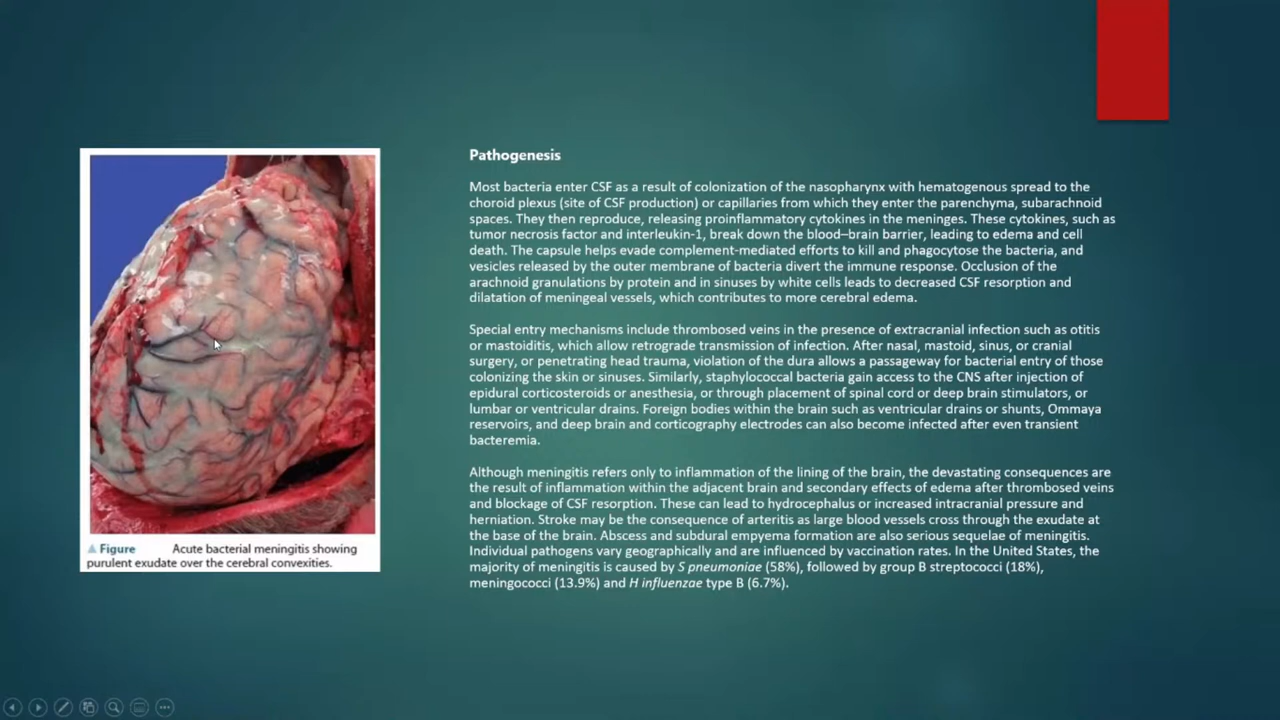 Pathogenesis
Most bacteria enter CSF as a result of colonization of the nasopharynx with hematogenous spread to the
choroid plexus (site of CSF production) or capillaries from which they enter the parenchyma, subarachnoid
spaces. They then reproduce, releasing proinflammatory cytokines in the meninges. These cytokines, such as
tumor necrosis factor and interleukin-1, break down the blood–brain barrier, leading to edema and cell
death. The capsule helps evade complement-mediated efforts to kill and phagocytose the bacteria, and
vesicles released by the outer membrane of bacteria divert the immune response. Occlusion of the
arachnoid granulations by protein and in sinuses by white cells leads to decreased CSF resorption and
dilatation of meningeal vessels, which contributes to more cerebral edema.
Special entry mechanisms include thrombosed veins in the presence of extracranial infection such as otitis
or mastoiditis, which allow retrograde transmission of infection. After nasal, mastoid, sinus, or cranial
surgery, or penetrating head trauma, violation of the dura allows a passageway for bacterial entry of those
colonizing the skin or sinuses. Similarly, staphylococcal bacteria gain access to the CNS after injection of
epidural corticosteroids or anesthesia, or through placement of spinal cord or deep brain stimulators, or
lumbar or ventricular drains. Foreign bodies within the brain such as ventricular drains or shunts, Ommaya
reservoirs, and deep brain and corticography electrodes can also become infected after even transient
bacteremia.
Although meningitis refers only to inflammation of the lining of the brain, the devastating consequences are
the result of inflammation within the adjacent brain and secondary effects of edema after thrombosed veins
and blockage of CSF resorption. These can lead to hydrocephalus or increased intracranial pressure and
herniation. Stroke may be the consequence of arteritis as large blood vessels cross through the exudate at
the base of the brain. Abscess and subdural empyema formation are also serious sequelae of meningitis.
Individual pathogens vary geographically and are influenced by vaccination rates. In the United States, the
majority of meningitis is caused by S pneumoniae (58%), followed by group B streptococci (18%),
meningococci (13.9%) and H influenzae type B (6.7%).
Figure Acute bacterial meningitis showing
purulent exudate over the cerebral convexities.